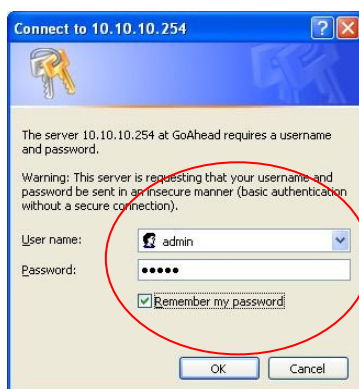 Connect to 10.10.10.254
The server 10.10.10.254 at GoAhead requires a username
and password.
Warning: This server is requesting that your username and
password be sent in an insecure manner (basic authentication
without a secure connection).
User name:
admin
Password:
•••••
Remember my password
OK
Cancel